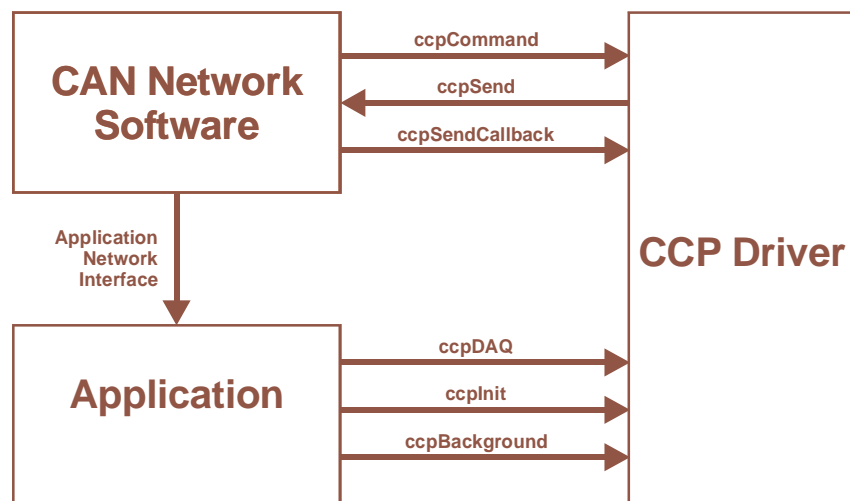 CAN Network
Software
ccpCommand
ccpSend
ccpSendCallback
Application
Network
Interface
CCP Driver
Application
ccpDAQ
ccpInit
ccpBackground